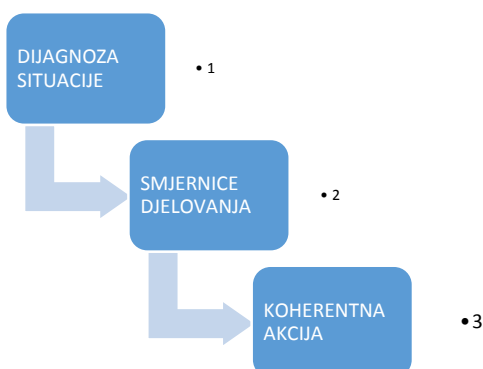 DIJAGNOZA
SITUACIJE
• 1
SMJERNICE
DJELOVANJA
• 2
KOHERENTNA
AKCIJA
• 3